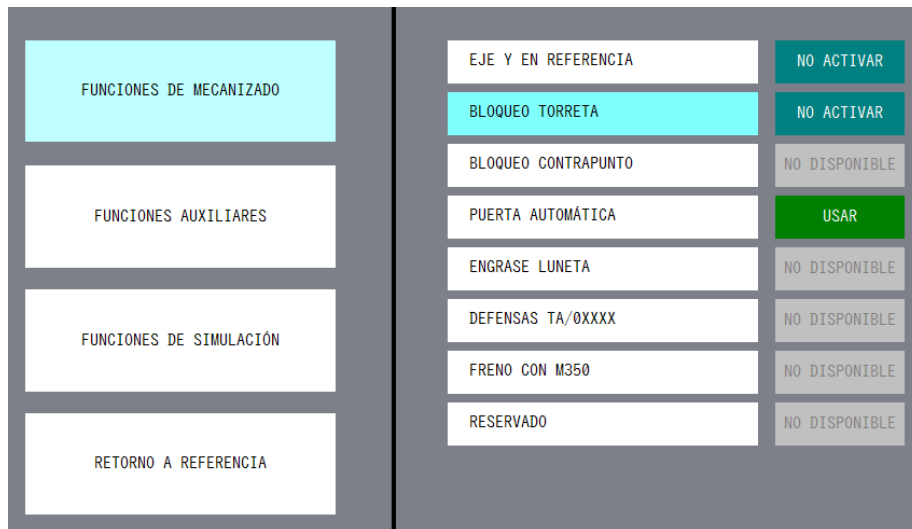 FUNCIONES DE MECANIZADO
FUNCIONES AUXILIARES
FUNCIONES DE SIMULACIÓN
RETORNO A REFERENCIA
EJE Y EN REFERENCIA NO ACTIVAR
BLOQUEO TORRETA NO ACTIVAR
BLOQUEO CONTRAPUNTO NO DISPONIBLE
PUERTA AUTOMÁTICA USAR
ENGRASE LUNETA NO DISPONIBLE
DEFENSAS TA/0XXXX NO DISPONIBLE
FRENO CON M350 NO DISPONIBLE
RESERVADO NO DISPONIBLE